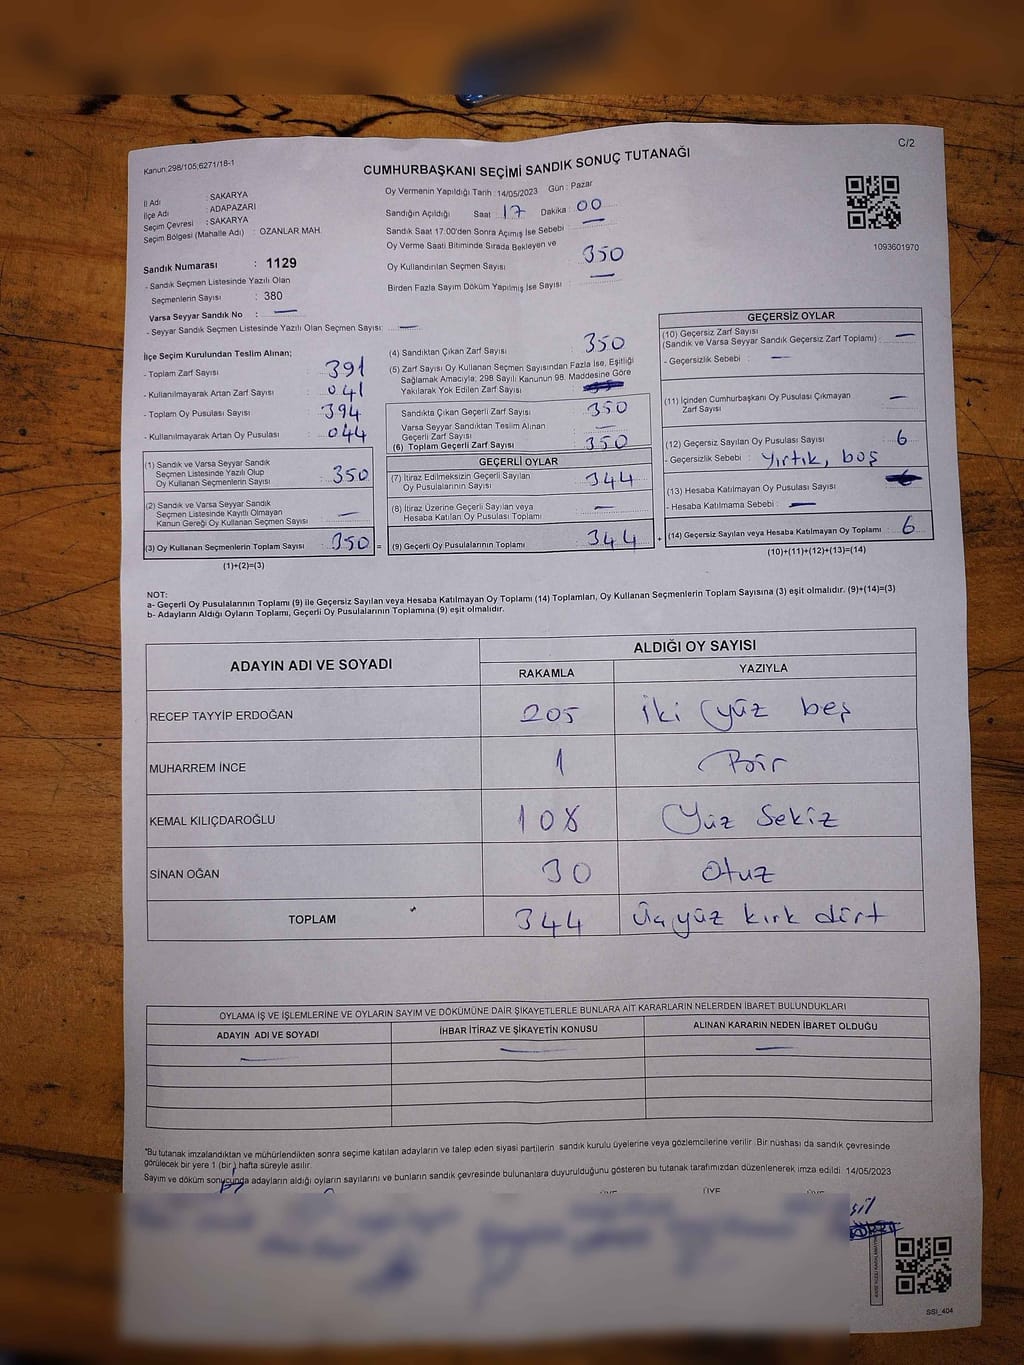 C/2
Kanun:298/105;6271/18-1
CUMHURBAŞKANI SEÇİMİ SANDIK SONUÇ TUTANAĞI
İl Adı : SAKARYA
İlçe Adı : ADAPAZARI
Seçim Çevresi : SAKARYA
Seçim Bölgesi (Mahalle Adı) : OZANLAR MAH.
Oy Vermenin Yapıldığı Tarih : 14/05/2023 Gün : Pazar
Sandığın Açıldığı Saat : 17 Dakika : 00
Sandık Saat 17.00'den Sonra Açımış İse Sebebi : —
Oy Verme Saati Bitiminde Sırada Bekleyen ve
Oy Kullandırılan Seçmen Sayısı : 350
Birden Fazla Sayım Döküm Yapılmış İse Sayısı : —
1093601970
Sandık Numarası : 1129
- Sandık Seçmen Listesinde Yazılı Olan
Seçmenlerin Sayısı : 380
Varsa Seyyar Sandık No : —
- Seyyar Sandık Seçmen Listesinde Yazılı Olan Seçmen Sayısı: —
İlçe Seçim Kurulundan Teslim Alınan;
- Toplam Zarf Sayısı : 391
- Kullanılmayarak Artan Zarf Sayısı : 041
- Toplam Oy Pusulası Sayısı : 394
- Kullanılmayarak Artan Oy Pusulası : 044
(1) Sandık ve Varsa Seyyar Sandık
Seçmen Listesinde Yazılı Olup
Oy Kullanan Seçmenlerin Sayısı : 350
(2) Sandık ve Varsa Seyyar Sandık
Seçmen Listesinde Kayıtlı Olmayan
Kanun Gereği Oy Kullanan Seçmen Sayısı : —
(3) Oy Kullanan Seçmenlerin Toplam Sayısı : 350 =
(1)+(2)=(3)
(4) Sandıktan Çıkan Zarf Sayısı : 350
(5) Zarf Sayısı Oy Kullanan Seçmen Sayısından Fazla İse, Eşitliği
Sağlamak Amacıyla; 298 Sayılı Kanunun 98. Maddesine Göre
Yakılarak Yok Edilen Zarf Sayısı :
Sandıkta Çıkan Geçerli Zarf Sayısı : 350
Varsa Seyyar Sandıktan Teslim Alınan
Geçerli Zarf Sayısı : —
(6) Toplam Geçerli Zarf Sayısı : 350
GEÇERLİ OYLAR
(7) İtiraz Edilmeksizin Geçerli Sayılan
Oy Pusulalarının Sayısı : 344
(8) İtiraz Üzerine Geçerli Sayılan veya
Hesaba Katılan Oy Pusulası Toplamı : —
(9) Geçerli Oy Pusulalarının Toplamı : 344 +
GEÇERSİZ OYLAR
(10) Geçersiz Zarf Sayısı
(Sandık ve Varsa Seyyar Sandık Geçersiz Zarf Toplamı) : —
- Geçersizlik Sebebi : —
(11) İçinden Cumhurbaşkanı Oy Pusulası Çıkmayan
Zarf Sayısı : —
(12) Geçersiz Sayılan Oy Pusulası Sayısı : 6
- Geçersizlik Sebebi : Yırtık, boş
(13) Hesaba Katılmayan Oy Pusulası Sayısı :
- Hesaba Katılmama Sebebi : —
(14) Geçersiz Sayılan veya Hesaba Katılmayan Oy Toplamı : 6
(10)+(11)+(12)+(13)=(14)
NOT:
a- Geçerli Oy Pusulalarının Toplamı (9) ile Geçersiz Sayılan veya Hesaba Katılmayan Oy Toplamı (14) Toplamları, Oy Kullanan Seçmenlerin Toplam Sayısına (3) eşit olmalıdır. (9)+(14)=(3)
b- Adayların Aldığı Oyların Toplamı, Geçerli Oy Pusulalarının Toplamına (9) eşit olmalıdır.
ADAYIN ADI VE SOYADI
ALDIĞI OY SAYISI
RAKAMLA YAZIYLA
RECEP TAYYİP ERDOĞAN 205 iki yüz beş
MUHARREM İNCE 1 Bir
KEMAL KILIÇDAROĞLU 108 Yüz Sekiz
SİNAN OĞAN 30 Otuz
TOPLAM 344 Üç yüz kırk dört
OYLAMA İŞ VE İŞLEMLERİNE VE OYLARIN SAYIM VE DÖKÜMÜNE DAİR ŞİKAYETLERLE BUNLARA AİT KARARLARIN NELERDEN İBARET BULUNDUKLARI
ADAYIN ADI VE SOYADI İHBAR İTİRAZ VE ŞİKAYETİN KONUSU ALINAN KARARIN NEDEN İBARET OLDUĞU
— — —
*Bu tutanak imzalandıktan ve mühürlendikten sonra seçime katılan adayların ve talep eden siyasi partilerin sandık kurulu üyelerine veya gözlemcilerine verilir. Bir nüshası da sandık çevresinde
görülecek bir yere 1 (bir) hafta süreyle asılır.
Sayım ve döküm sonucunda adayların aldığı oyların sayılarını ve bunların sandık çevresinde bulunanlara duyurulduğunu gösteren bu tutanak tarafımızdan düzenlenerek imza edildi. 14/05/2023
ÜYE ÜYE ÜYE
SSI_404